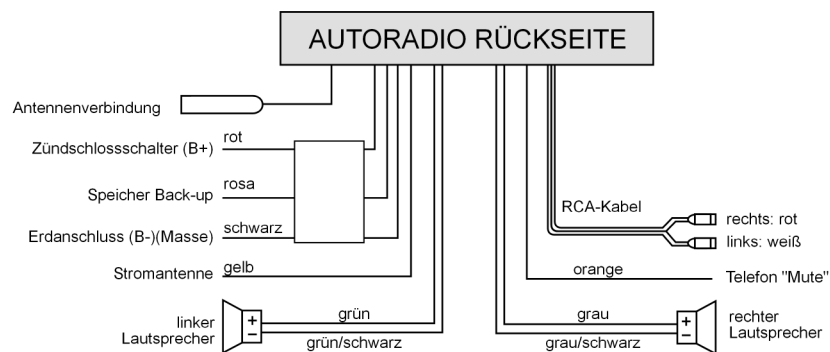 AUTORADIO RÜCKSEITE
Antennenverbindung
Zündschlossschalter (B+)
rot
Speicher Back-up
rosa
Erdanschluss (B-)(Masse)
schwarz
Stromantenne
gelb
linker
Lautsprecher
+
−
grün
grün/schwarz
RCA-Kabel
rechts: rot
links: weiß
orange
Telefon "Mute"
grau
grau/schwarz
+
−
rechter
Lautsprecher